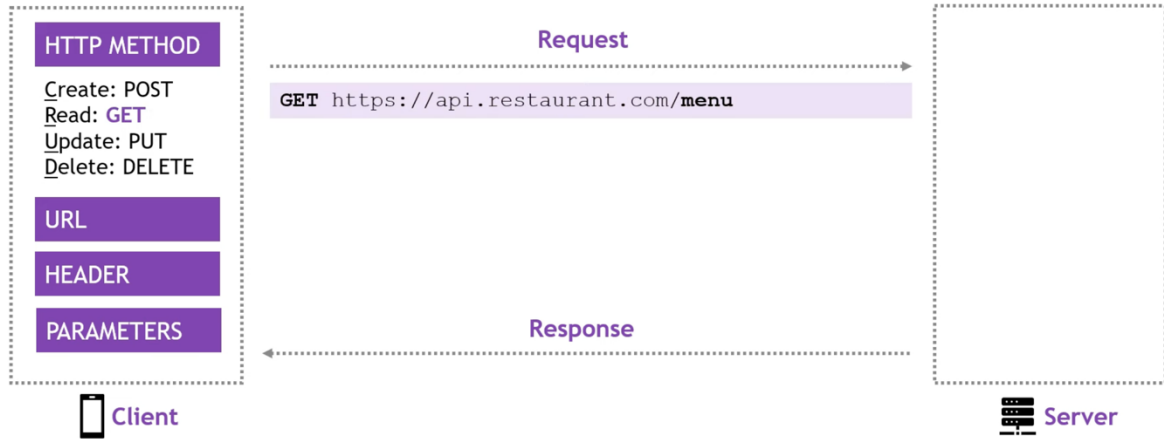 HTTP METHOD
Create: POST
Read: GET
Update: PUT
Delete: DELETE
URL
HEADER
PARAMETERS
Client
Request
GET https://api.restaurant.com/menu
Response
Server